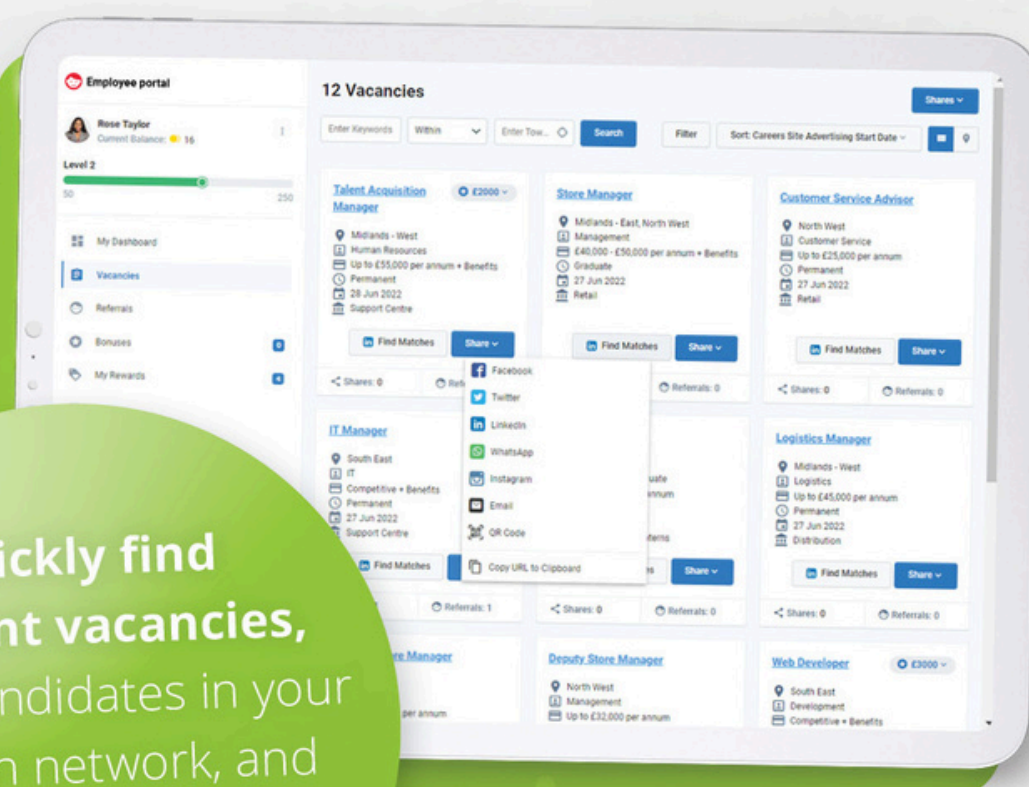 Employee portal
Rose Taylor
Current Balance: 16
Level 2
50
250
My Dashboard
Vacancies
Referrals
Bonuses
0
My Rewards
4
12 Vacancies
Shares
Enter Keywords
Within
Enter Tow...
Search
Filter
Sort: Careers Site Advertising Start Date
Talent Acquisition
Manager
£2000
Midlands - West
Human Resources
Up to £55,000 per annum + Benefits
Permanent
28 Jun 2022
Support Centre
Find Matches
Share
Shares: 0
Store Manager
Midlands - East, North West
Management
£40,000 - £50,000 per annum + Benefits
Graduate
27 Jun 2022
Retail
Find Matches
Share
Referrals: 0
Customer Service Advisor
North West
Customer Service
Up to £25,000 per annum
Permanent
27 Jun 2022
Retail
Find Matches
Share
Shares: 0
Referrals: 0
Facebook
Twitter
LinkedIn
WhatsApp
Instagram
Email
QR Code
Copy URL to Clipboard
IT Manager
South East
IT
Competitive + Benefits
Permanent
27 Jun 2022
Support Centre
Find Matches
Referrals: 1
Share
Shares: 0
Referrals: 0
Logistics Manager
Midlands - West
Logistics
Up to £45,000 per annum
Permanent
27 Jun 2022
Distribution
Find Matches
Share
Shares: 0
Referrals: 0
Manager
per annum
Deputy Store Manager
North West
Management
Up to £32,000 per annum
Web Developer
£3000
South East
Development
Competitive + Benefits
ickly find
nt vacancies,
ndidates in your
network, and